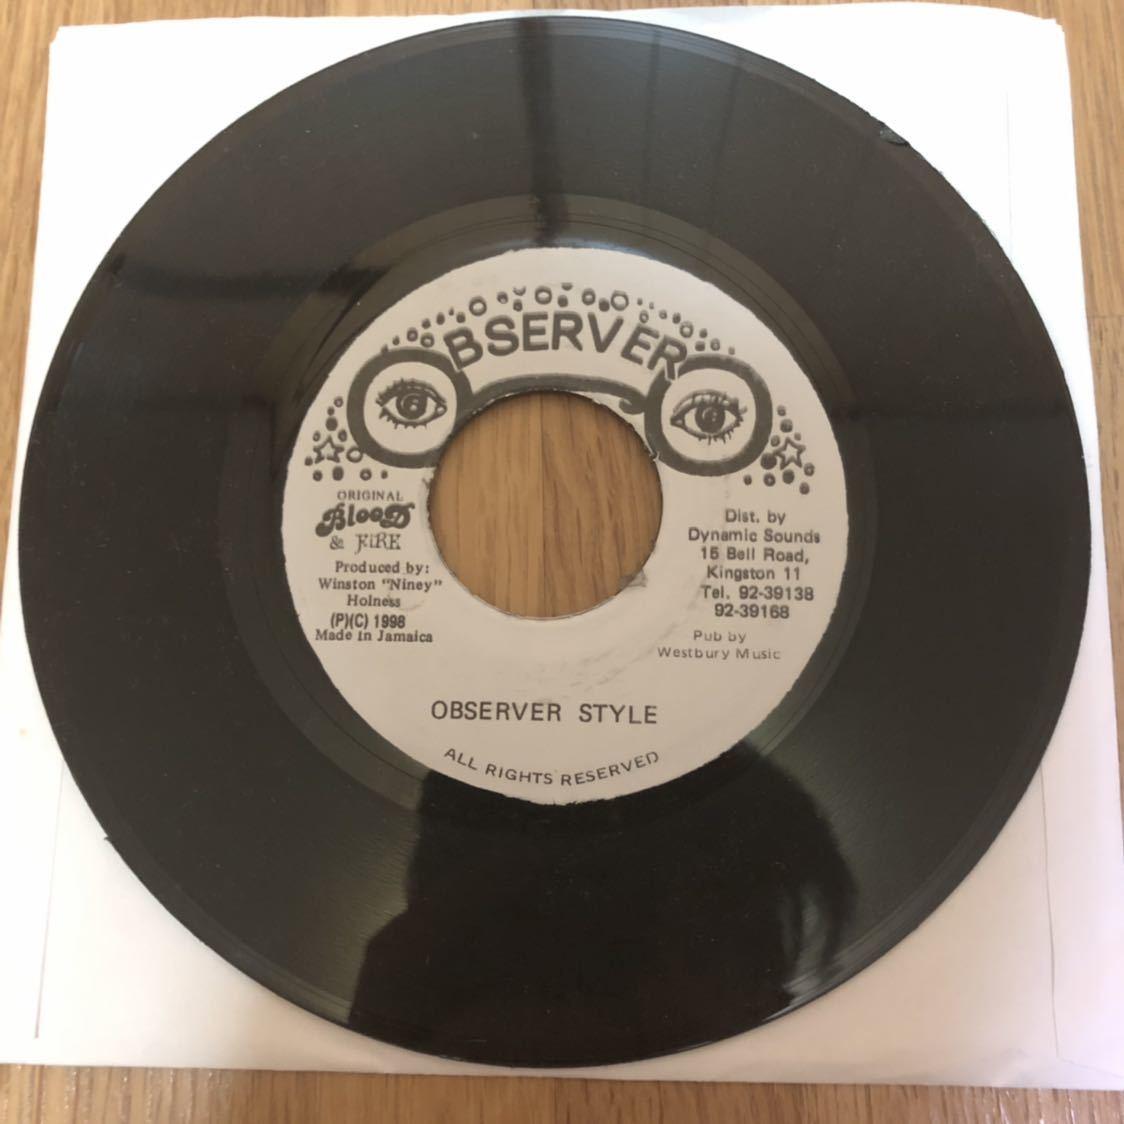 OBSERVER
ORIGINAL
BlooD
& FiRE
Produced by:
Winston "Niney"
Holness
(P)(C) 1998
Made in Jamaica
Dist. by
Dynamic Sounds
15 Bell Road,
Kingston 11
Tel. 92-39138
92-39168
Pub by
Westbury Music
OBSERVER STYLE
ALL RIGHTS RESERVED